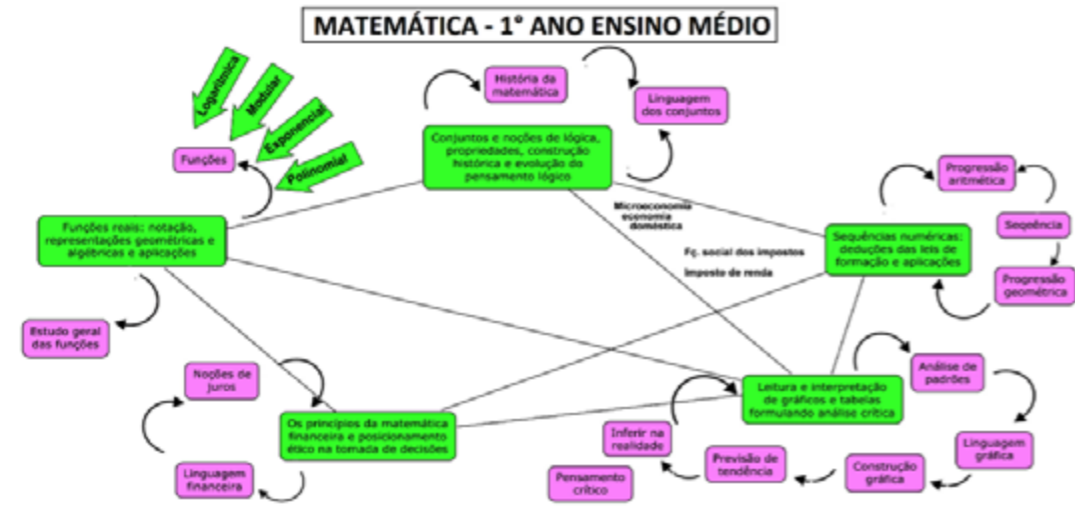 MATEMÁTICA - 1° ANO ENSINO MÉDIO
Logarítmica
Modular
Exponencial
Polinomial
Funções
História da
matemática
Linguagem
dos conjuntos
Conjuntos e noções de lógica,
propriedades, construção
histórica e evolução do
pensamento lógico
Progressão
aritmética
Seqeência
Progressão
geométrica
Funções reais: notação,
representações geométricas e
algébricas e aplicações
Microeconomia
economia
doméstica
Fç. social dos impostos
Imposto de renda
Sequências numéricas:
deduções das leis de
formação e aplicações
Estudo geral
das funções
Noções de
juros
Os princípios da matemática
financeira e posicionamento
ético na tomada de decisões
Linguagem
financeira
Leitura e interpretação
de gráficos e tabelas
formulando análise crítica
Análise de
padrões
Linguagem
gráfica
Construção
gráfica
Previsão de
tendência
Inferir na
realidade
Pensamento
crítico